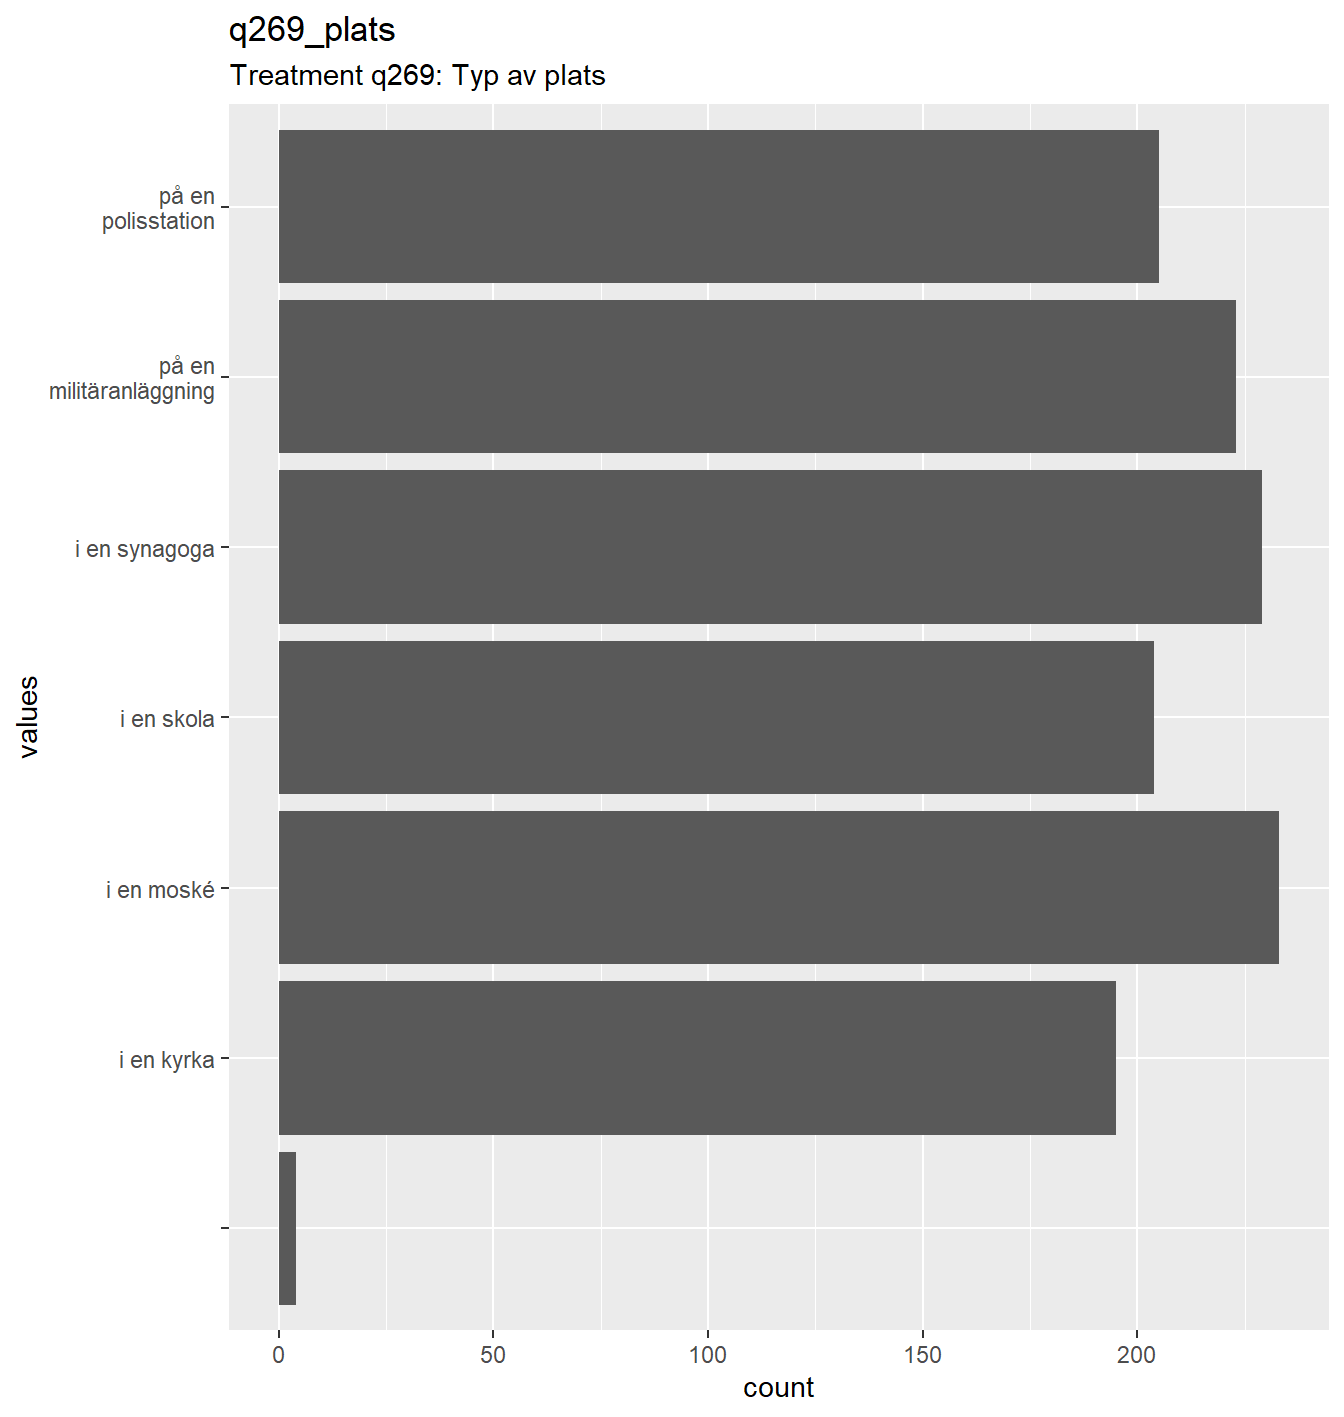 q269_plats
Treatment q269: Typ av plats
på en
polisstation
på en
militäranläggning
i en synagoga
i en skola
i en moské
i en kyrka
values
0
50
100
150
200
count